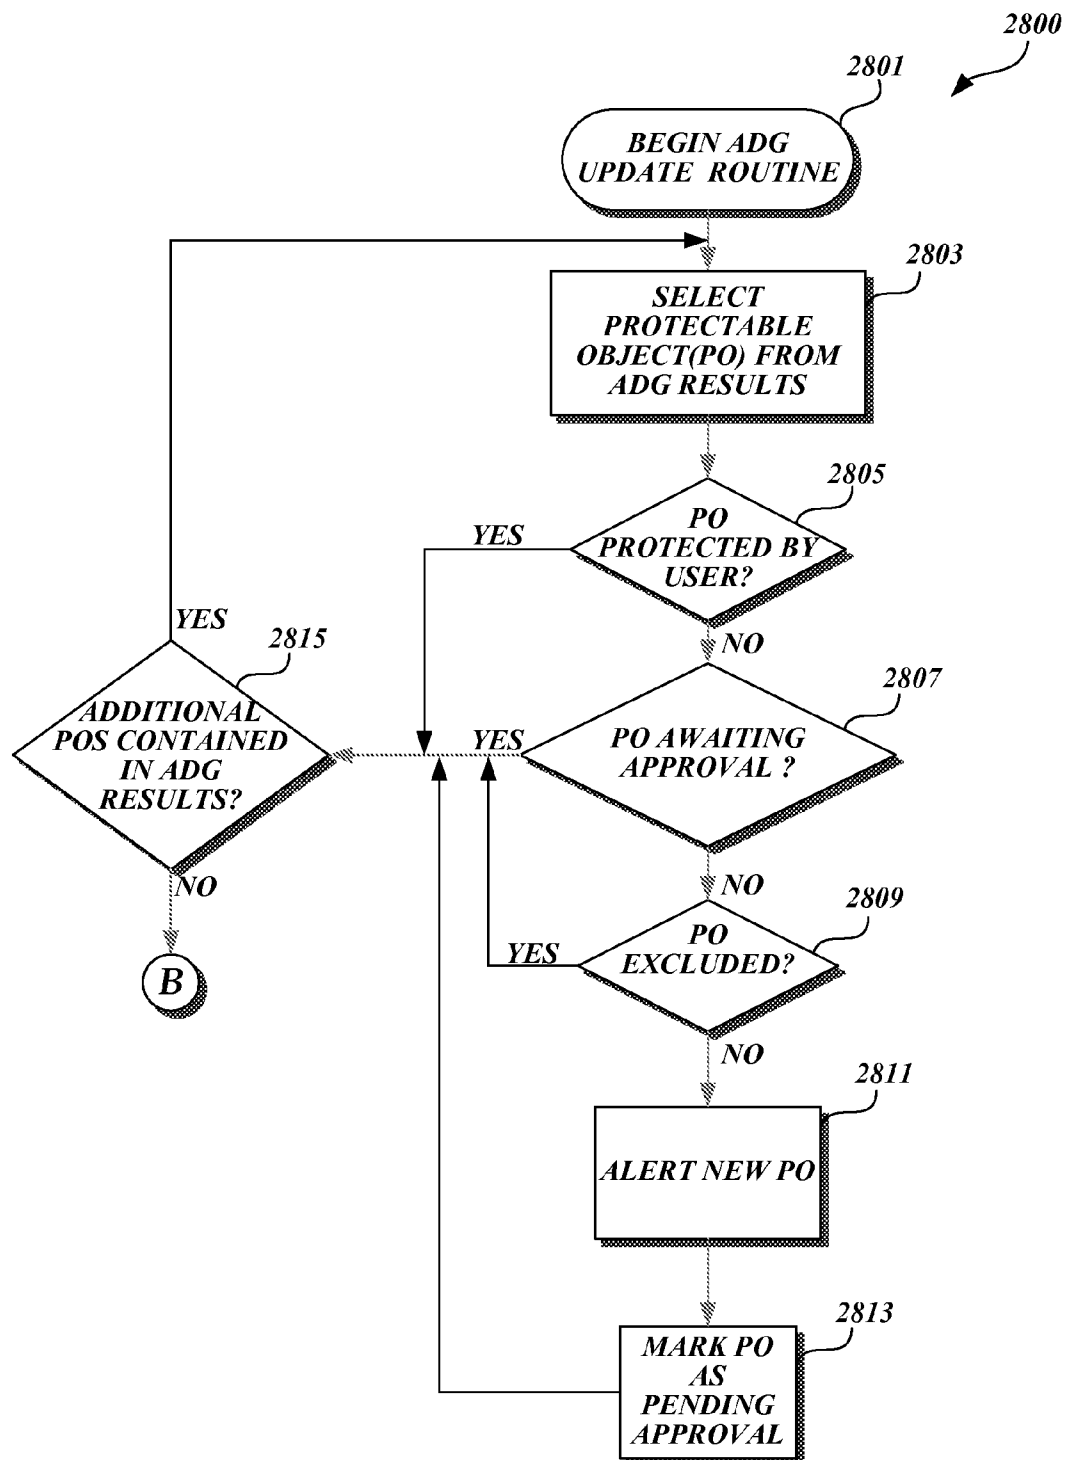 2800
2801
BEGIN ADG
UPDATE ROUTINE
2803
SELECT
PROTECTABLE
OBJECT(PO) FROM
ADG RESULTS
2805
PO
PROTECTED BY
USER?
YES
NO
YES
2815
ADDITIONAL
POS CONTAINED
IN ADG
RESULTS?
NO
B
2807
PO AWAITING
APPROVAL ?
YES
NO
2809
PO
EXCLUDED?
YES
NO
2811
ALERT NEW PO
2813
MARK PO
AS
PENDING
APPROVAL